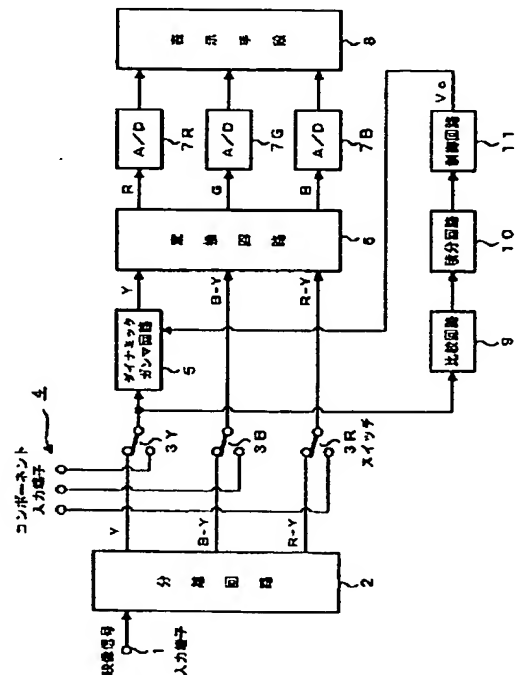 映像信号
入力端子
1
分離回路
2
Y
B-Y
R-Y
コンポーネント
入力端子
4
3Y
3B
3R
スイッチ
ダイナミック
ガンマ回路
5
Y
B-Y
R-Y
変換回路
6
R
G
B
A/D
7R
A/D
7G
A/D
7B
表示手段
8
比較回路
9
積分回路
10
制御回路
11
Vc